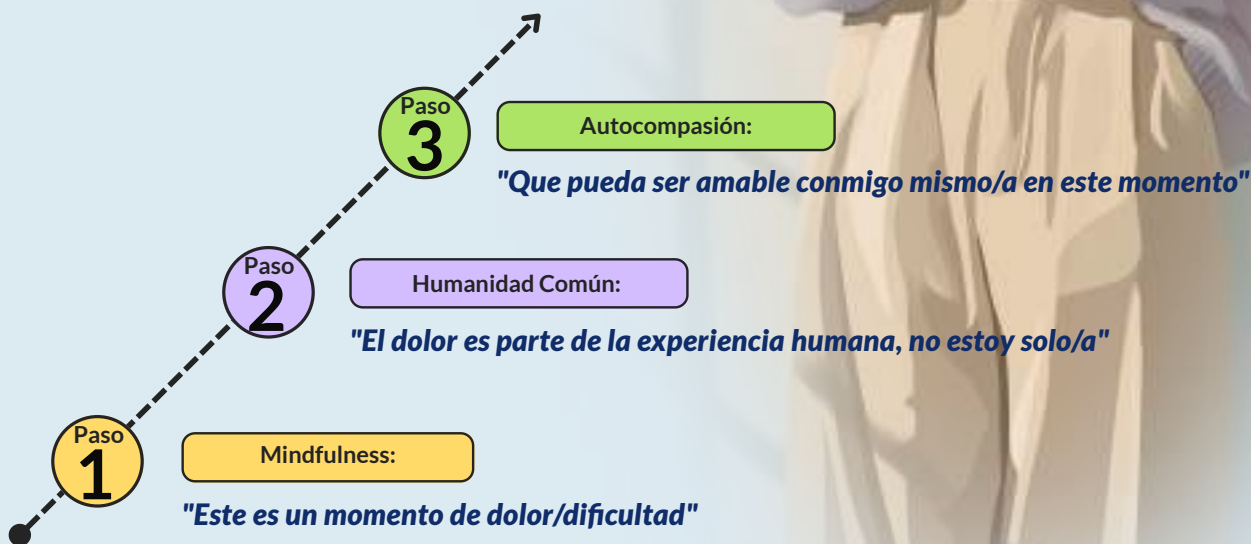 Paso
3
Autocompasión:
"Que pueda ser amable conmigo mismo/a en este momento"
Paso
2
Humanidad Común:
"El dolor es parte de la experiencia humana, no estoy solo/a"
Paso
1
Mindfulness:
"Este es un momento de dolor/dificultad"